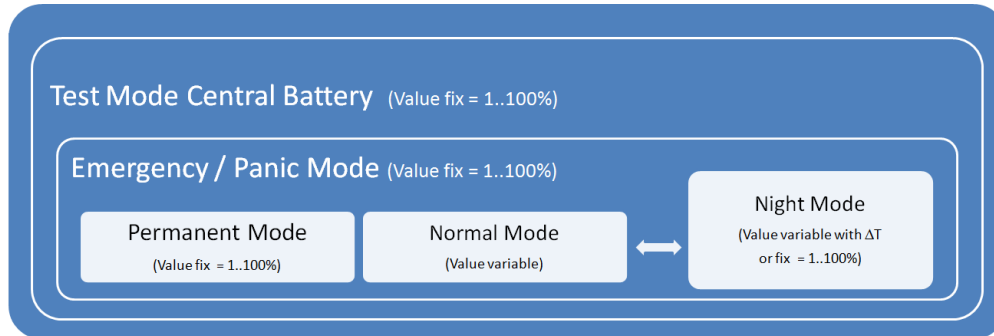 Test Mode Central Battery (Value fix = 1..100%)
Emergency / Panic Mode (Value fix = 1..100%)
Permanent Mode
(Value fix = 1..100%)
Normal Mode
(Value variable)
Night Mode
(Value variable with ΔT
or fix = 1..100%)